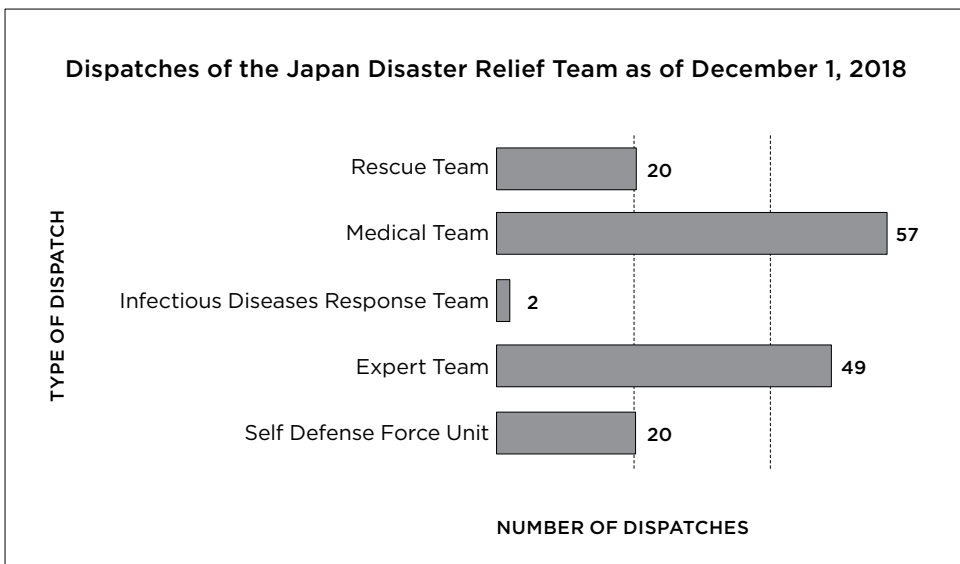 Dispatches of the Japan Disaster Relief Team as of December 1, 2018
TYPE OF DISPATCH
Rescue Team 20
Medical Team 57
Infectious Diseases Response Team 2
Expert Team 49
Self Defense Force Unit 20
NUMBER OF DISPATCHES